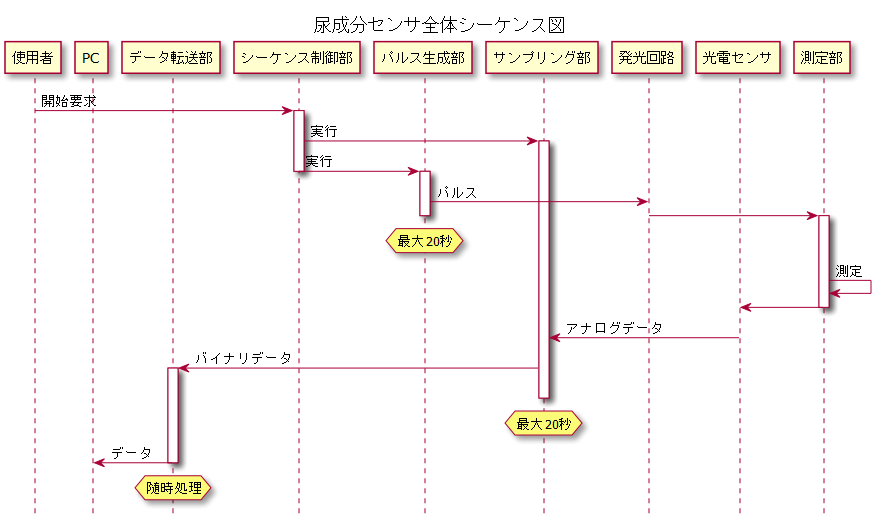 尿成分センサ全体シーケンス図
使用者
PC
データ転送部
シーケンス制御部
パルス生成部
サンプリング部
発光回路
光電センサ
測定部
開始要求
実行
実行
パルス
最大20秒
測定
アナログデータ
バイナリデータ
最大20秒
データ
随時処理